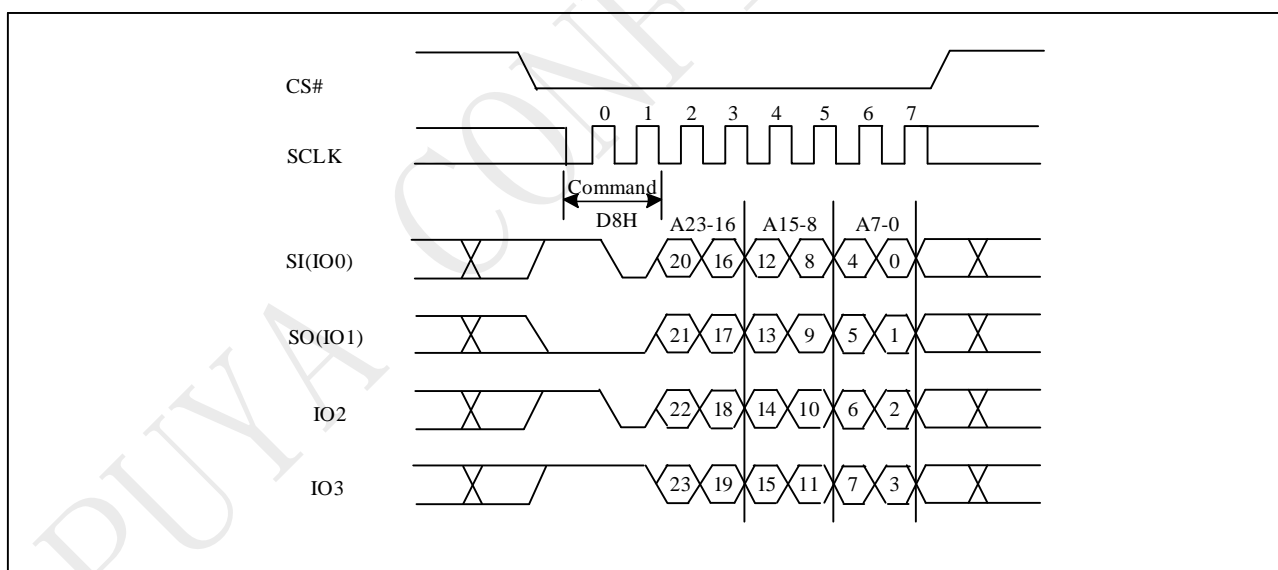 CS#
0 1 2 3 4 5 6 7
SCLK
Command
D8H
A23-16 A15-8 A7-0
SI(IO0) 20 16 12 8 4 0
SO(IO1) 21 17 13 9 5 1
IO2 22 18 14 10 6 2
IO3 23 19 15 11 7 3
PUYA CONF